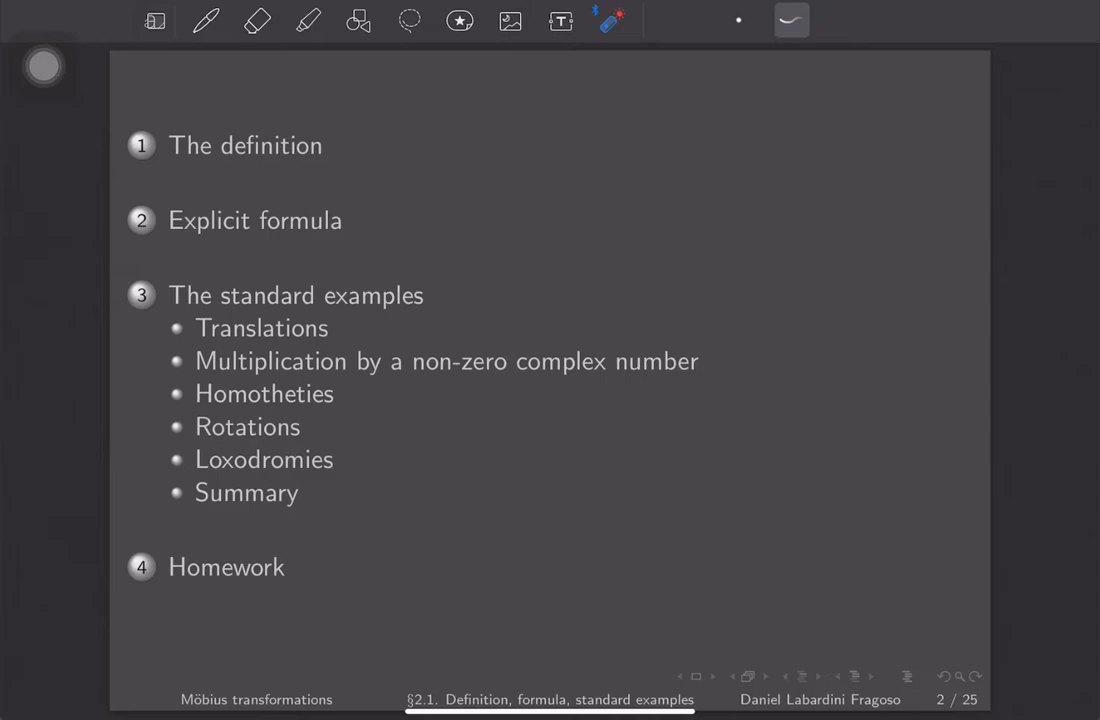 1 The definition
2 Explicit formula
3 The standard examples
Translations
Multiplication by a non-zero complex number
Homotheties
Rotations
Loxodromies
Summary
4 Homework
Möbius transformations §2.1. Definition, formula, standard examples Daniel Labardini Fragoso 2 / 25